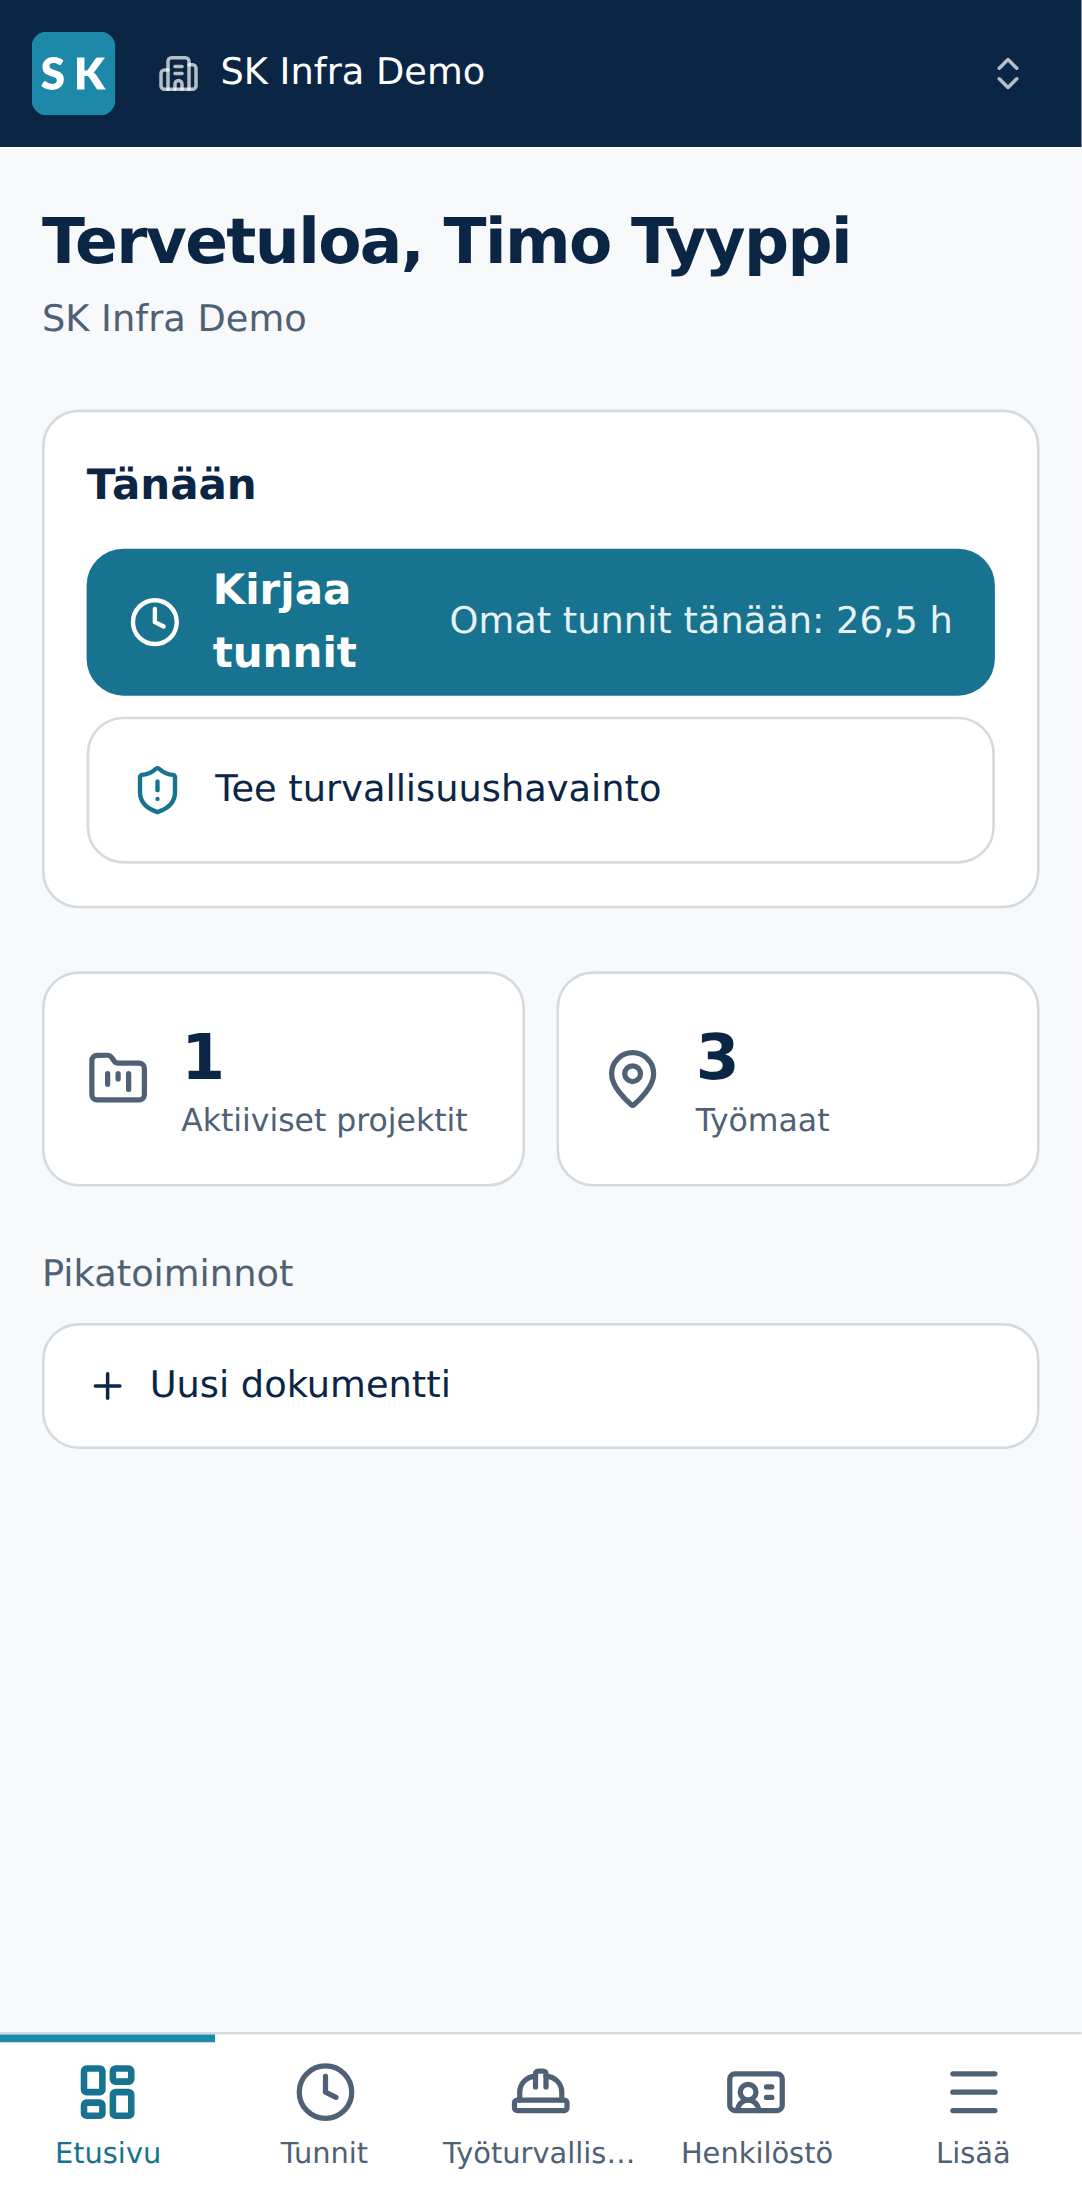 SK
SK Infra Demo
Tervetuloa, Timo Tyyppi
SK Infra Demo
Tänään
Kirjaa
tunnit
Omat tunnit tänään: 26,5 h
Tee turvallisuushavainto
1
Aktiiviset projektit
3
Työmaat
Pikatoiminnot
Uusi dokumentti
Etusivu
Tunnit
Työturvallis...
Henkilöstö
Lisää